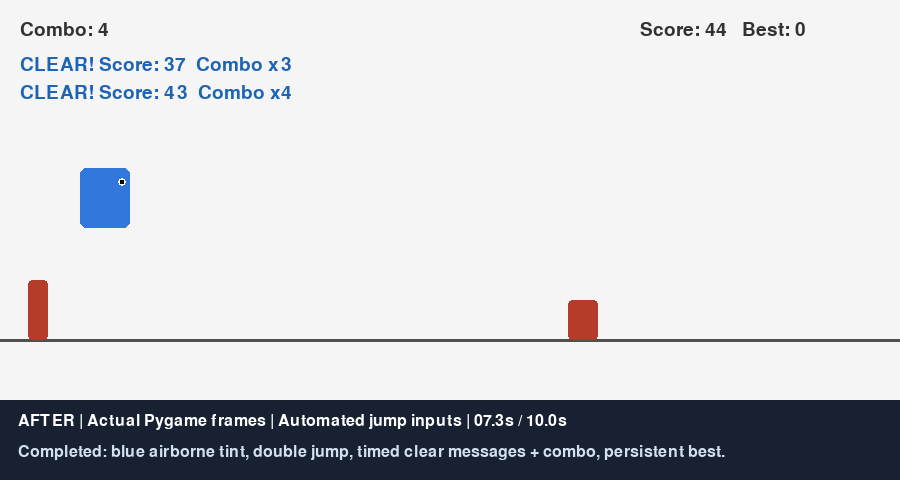 Combo: 4
Score: 44 Best: 0
CLEAR! Score: 37 Combo x3
CLEAR! Score: 43 Combo x4
AFTER | Actual Pygame frames | Automated jump inputs | 07.3s / 10.0s
Completed: blue airborne tint, double jump, timed clear messages + combo, persistent best.